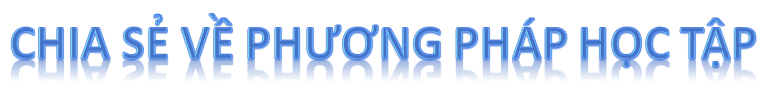 CHIA SẺ VỀ PHƯƠNG PHÁP HỌC TẬP